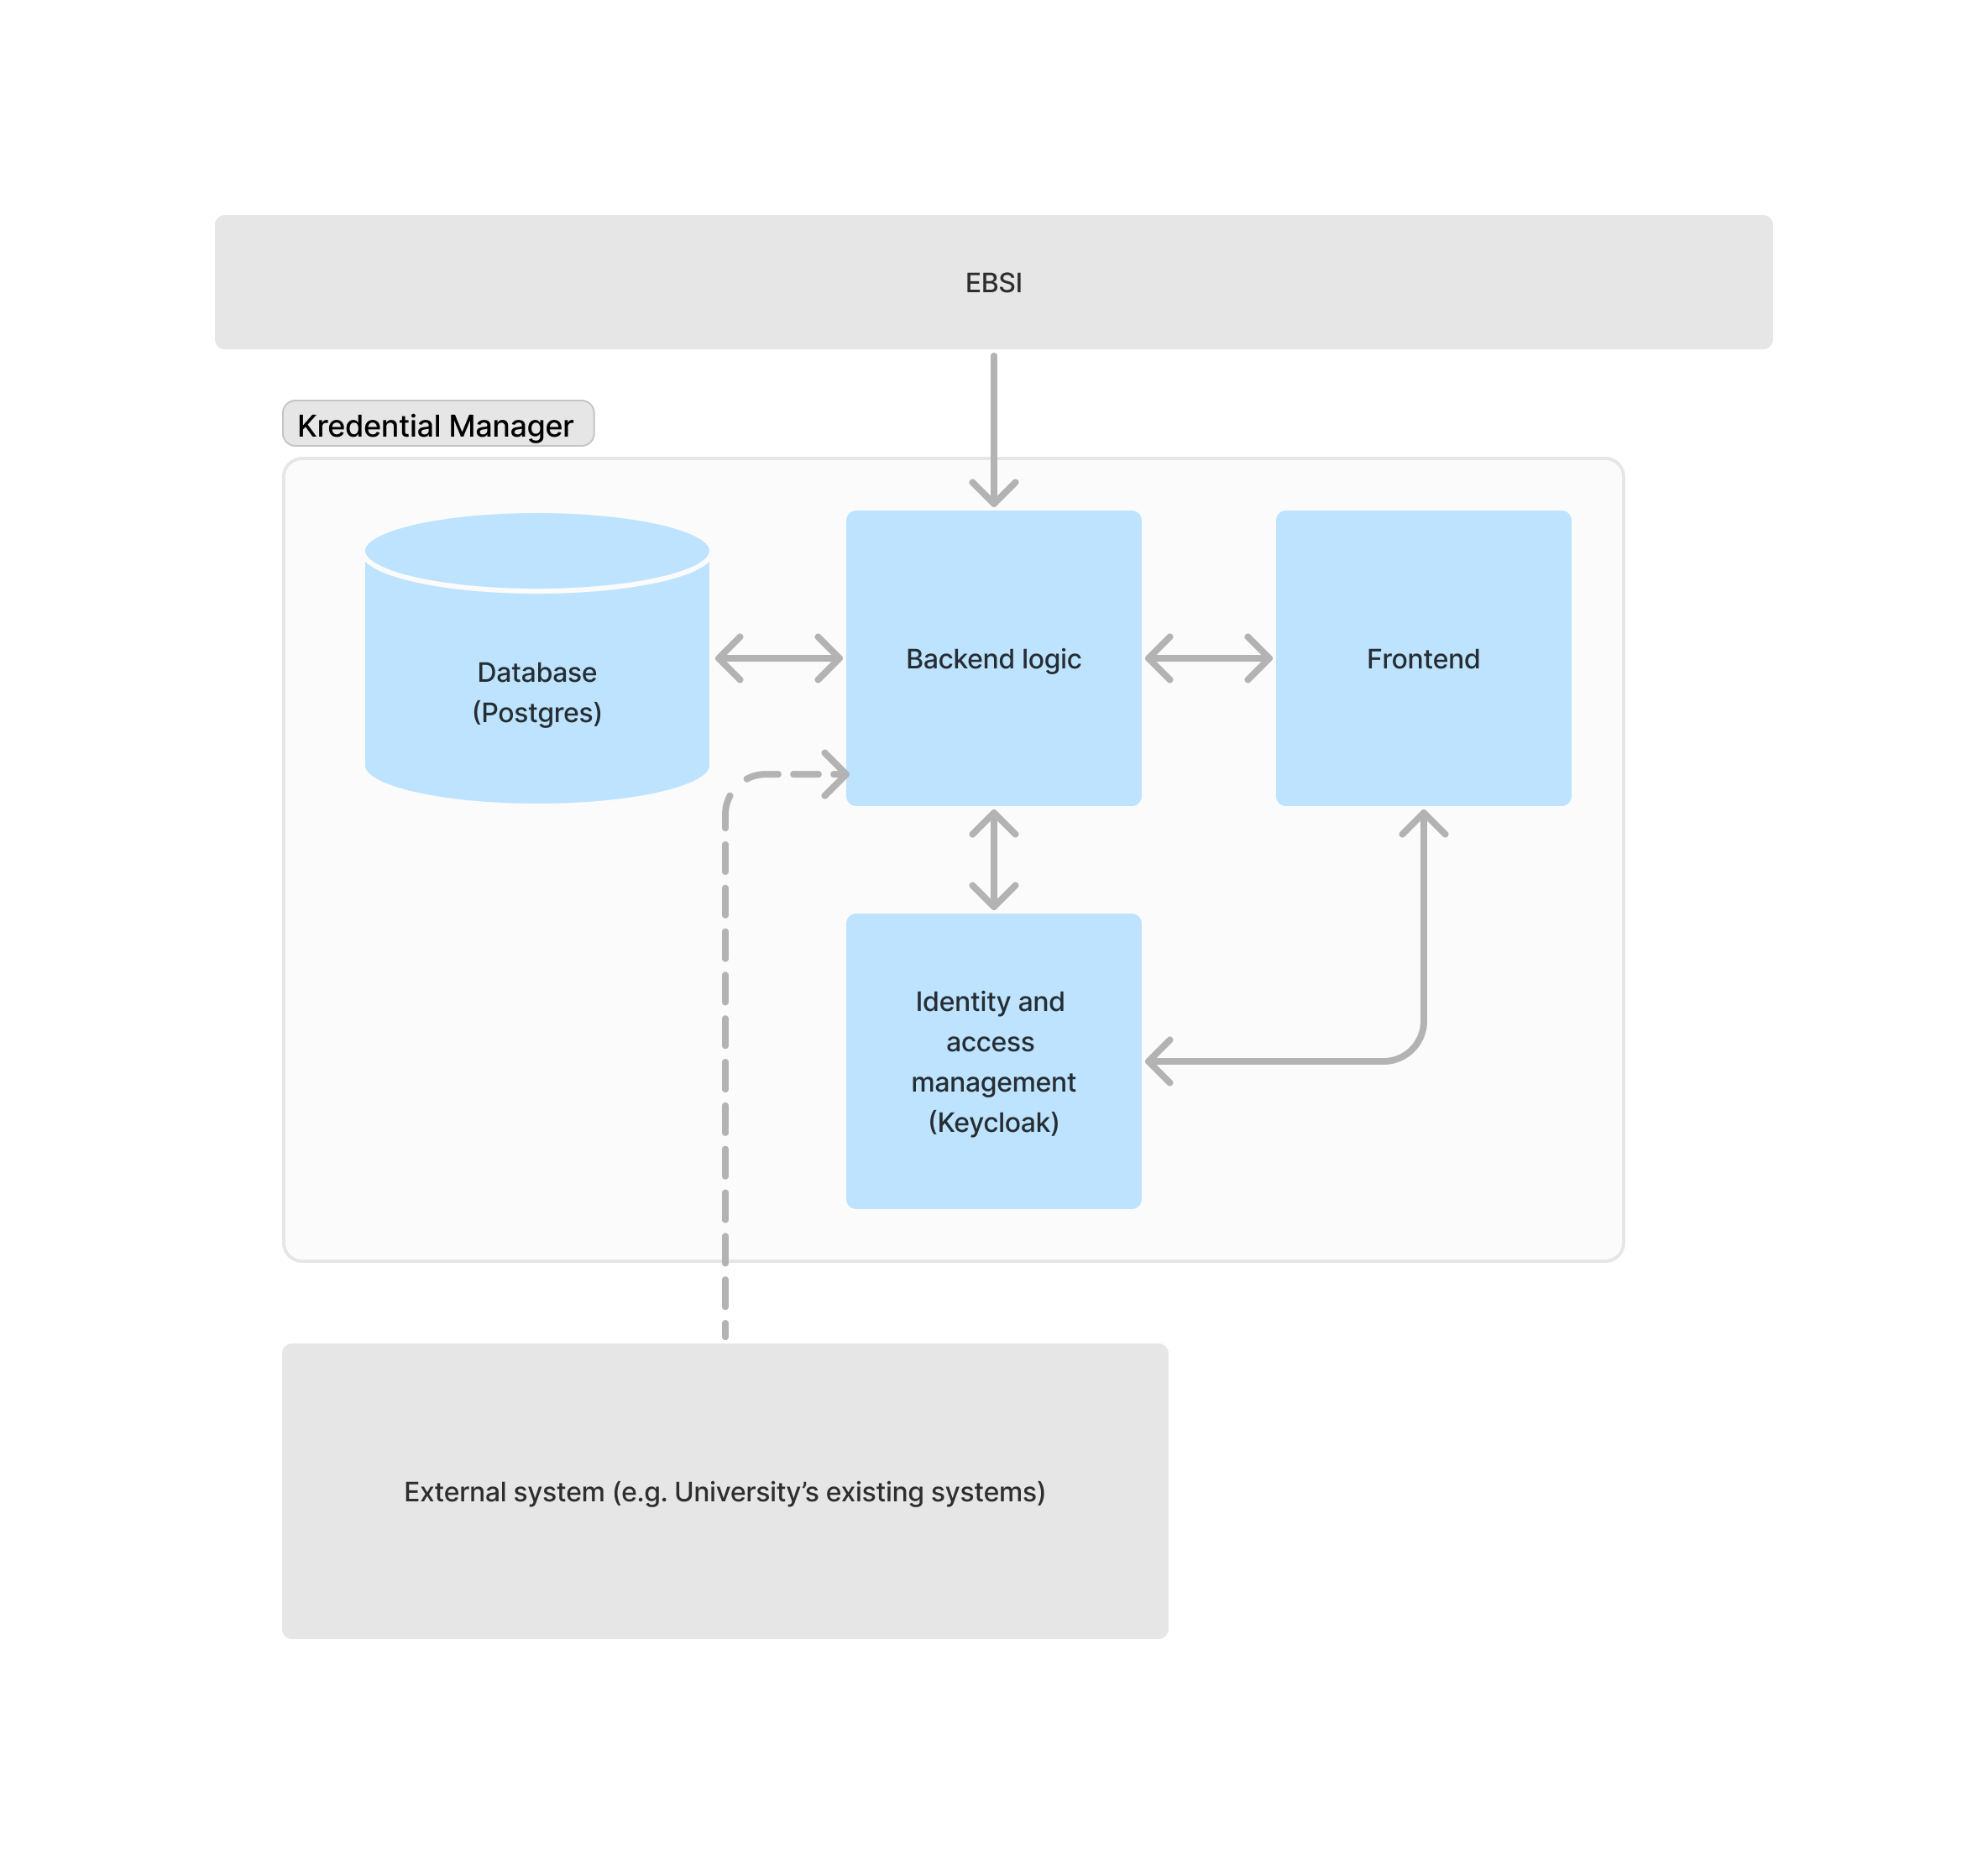 EBSI
Kredential Manager
Database
(Postgres)
Backend logic
Frontend
Identity and
access
management
(Keycloak)
External system (e.g. University’s existing systems)